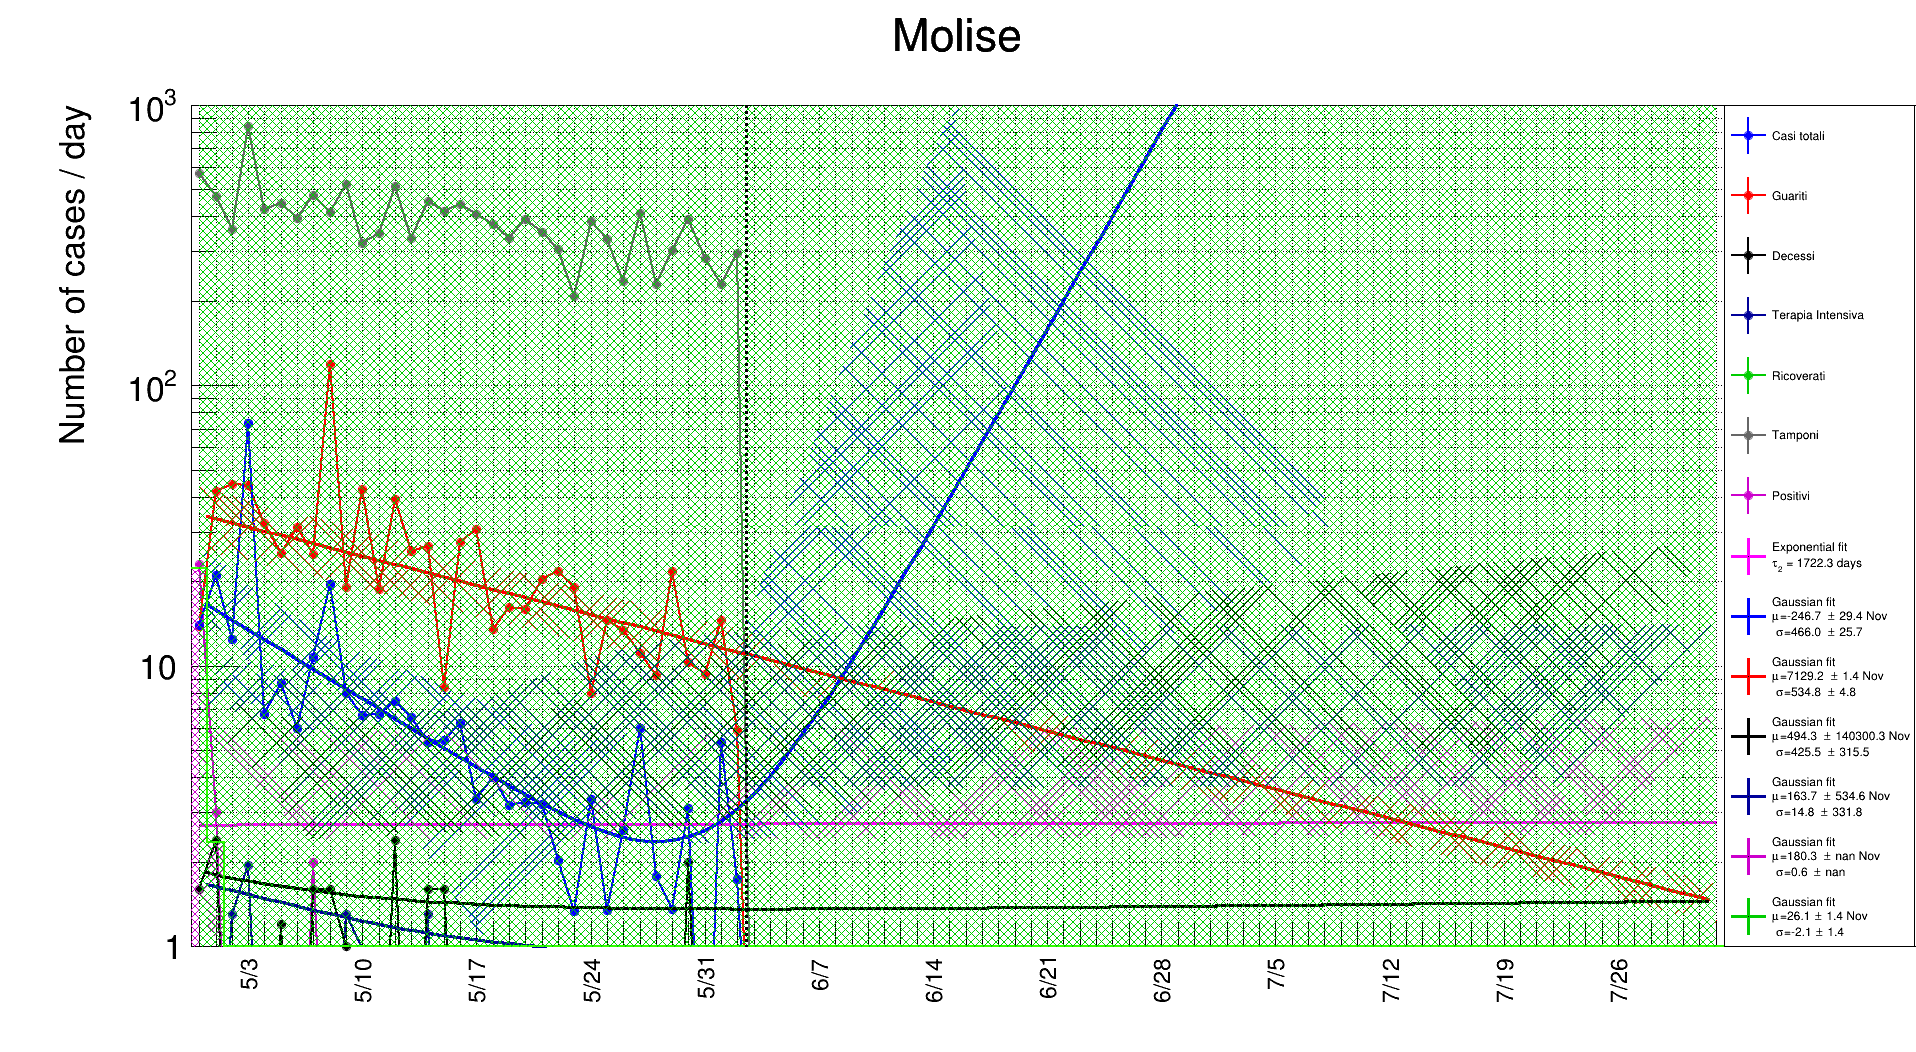 Molise
Number of cases / day
10³
10²
10
1
5/3
5/10
5/17
5/24
5/31
6/7
6/14
6/21
6/28
7/5
7/12
7/19
7/26
Casi totali
Guariti
Decessi
Terapia Intensiva
Ricoverati
Tamponi
Positivi
Exponential fit
τ₂ = 1722.3 days
Gaussian fit
μ=-246.7 ± 29.4 Nov
σ=466.0 ± 25.7
Gaussian fit
μ=7129.2 ± 1.4 Nov
σ=534.8 ± 4.8
Gaussian fit
μ=494.3 ± 140300.3 Nov
σ=425.5 ± 315.5
Gaussian fit
μ=163.7 ± 534.6 Nov
σ=14.8 ± 331.8
Gaussian fit
μ=180.3 ± nan Nov
σ=0.6 ± nan
Gaussian fit
μ=26.1 ± 1.4 Nov
σ=-2.1 ± 1.4